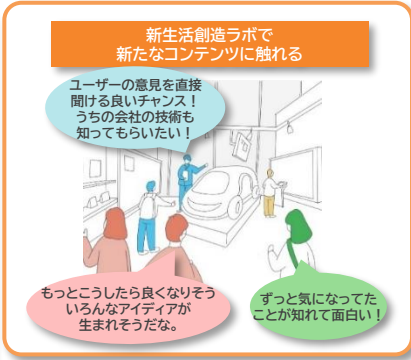 新生活創造ラボで
新たなコンテンツに触れる
ユーザーの意見を直接
聞ける良いチャンス！
うちの会社の技術も
知ってもらいたい！
もっとこうしたら良くなりそう
いろんなアイディアが
生まれそうだな。
ずっと気になってた
ことが知れて面白い！